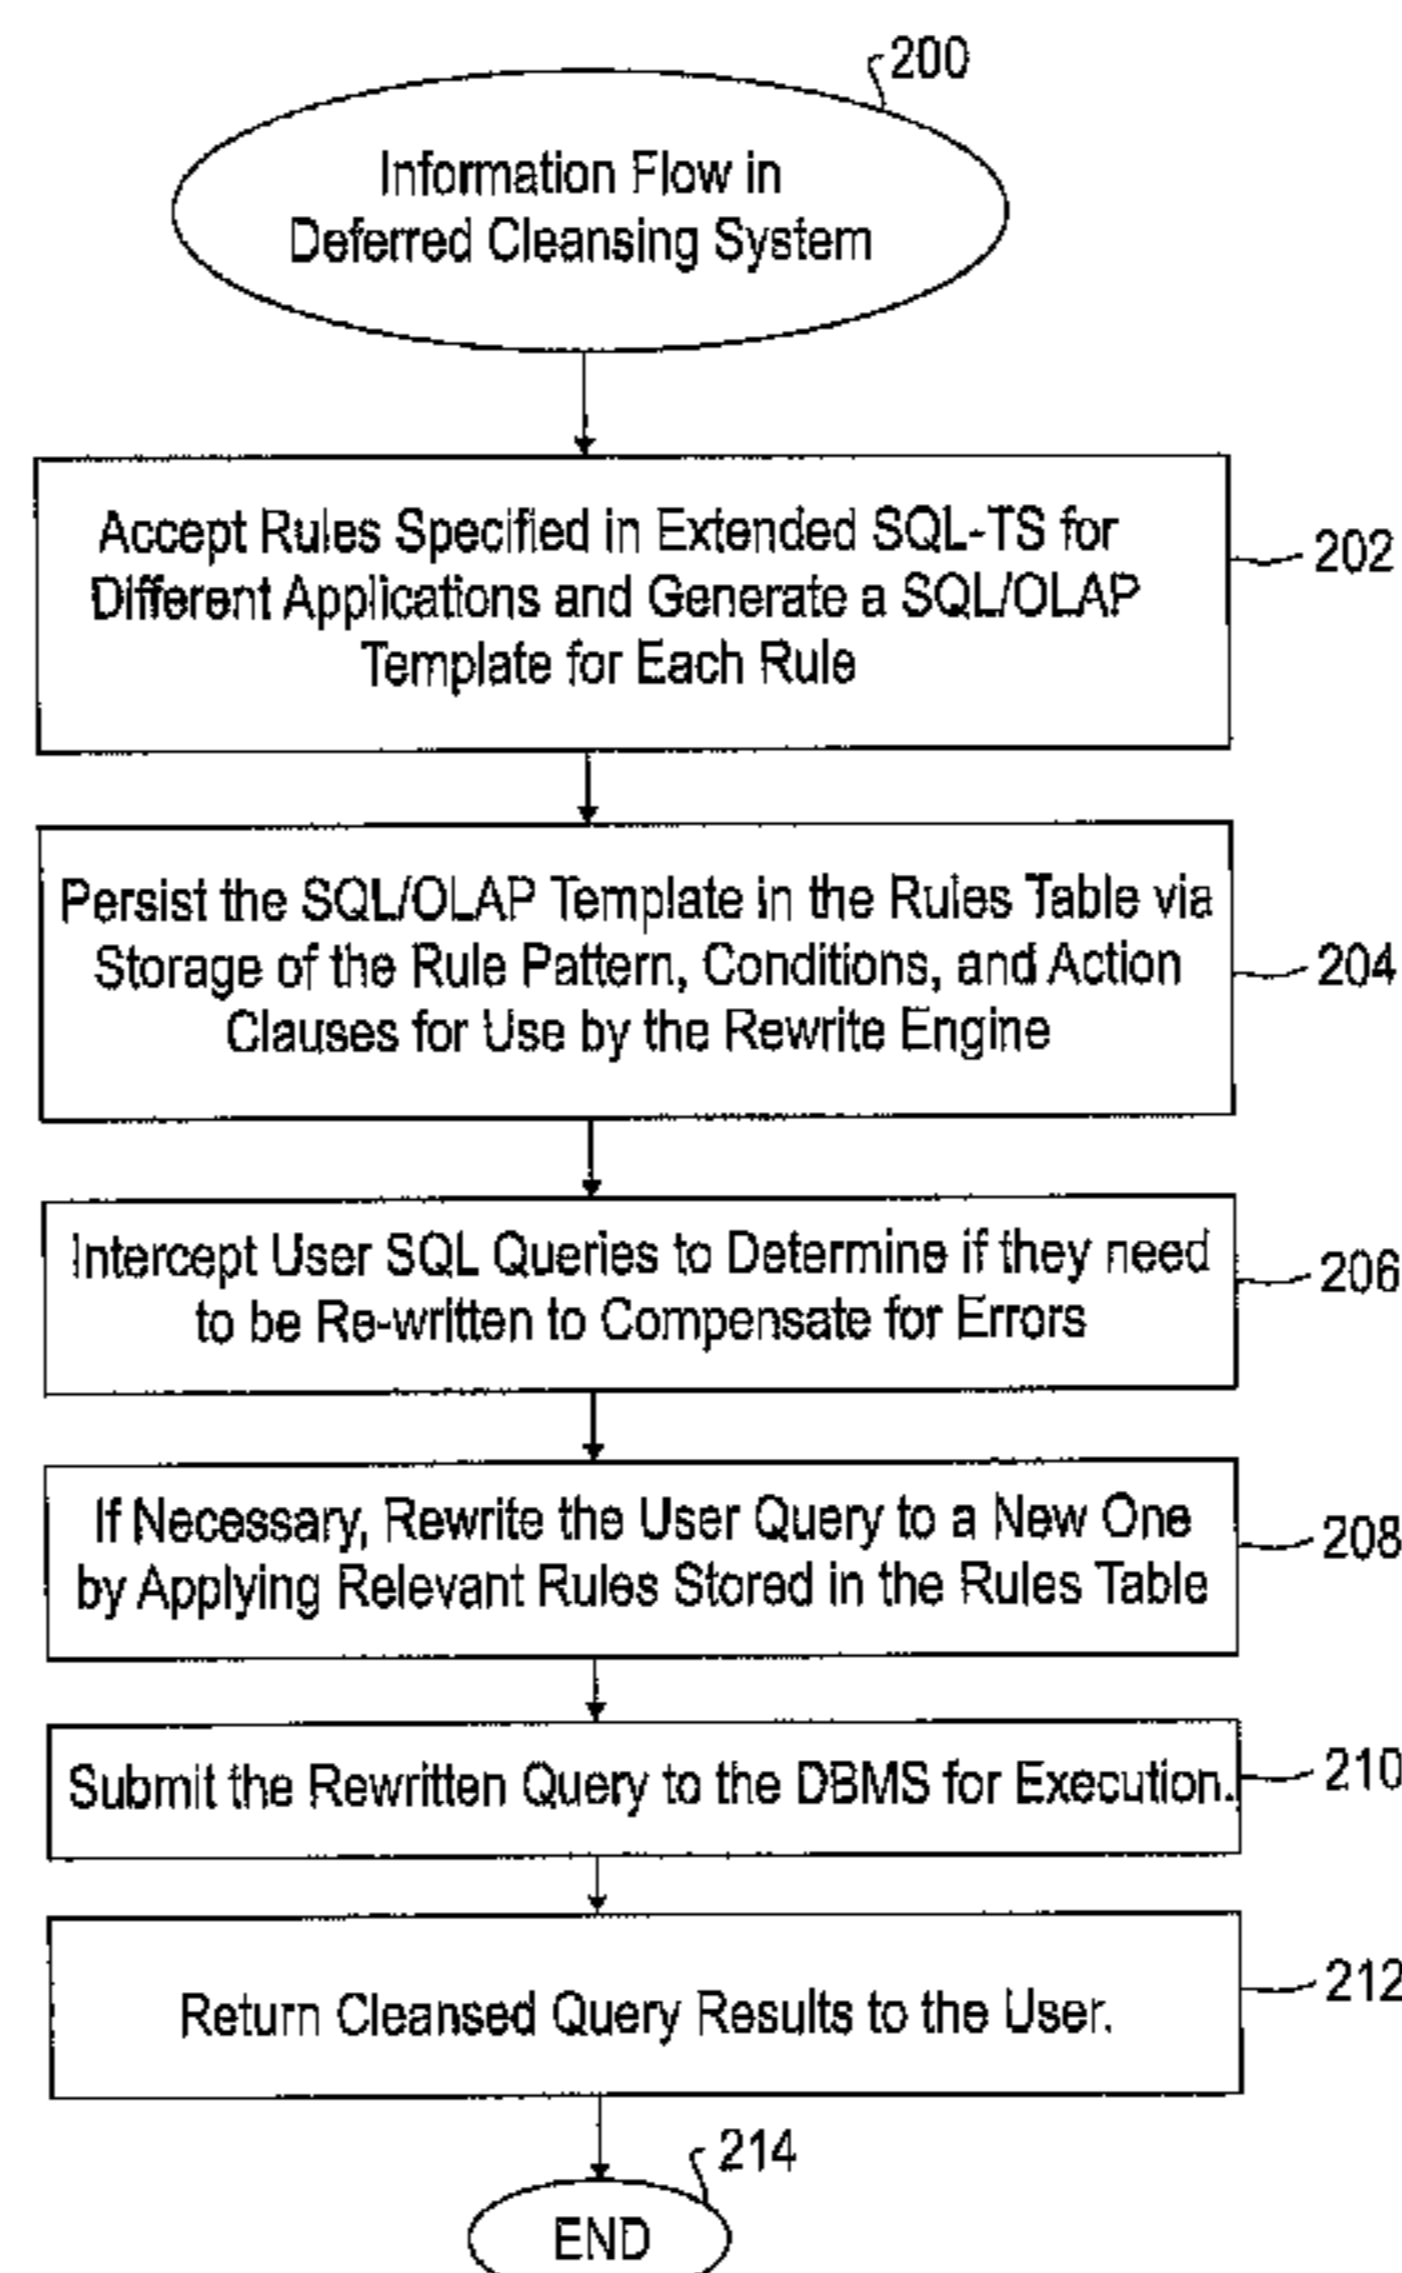 200
Information Flow in
Deferred Cleansing System
Accept Rules Specified in Extended SQL-TS for
Different Applications and Generate a SQL/OLAP
Template for Each Rule
202
Persist the SQL/OLAP Template in the Rules Table via
Storage of the Rule Pattern, Conditions, and Action
Clauses for Use by the Rewrite Engine
204
Intercept User SQL Queries to Determine if they need
to be Re-written to Compensate for Errors
206
If Necessary, Rewrite the User Query to a New One
by Applying Relevant Rules Stored in the Rules Table
208
Submit the Rewritten Query to the DBMS for Execution.
210
Return Cleansed Query Results to the User.
212
214
END